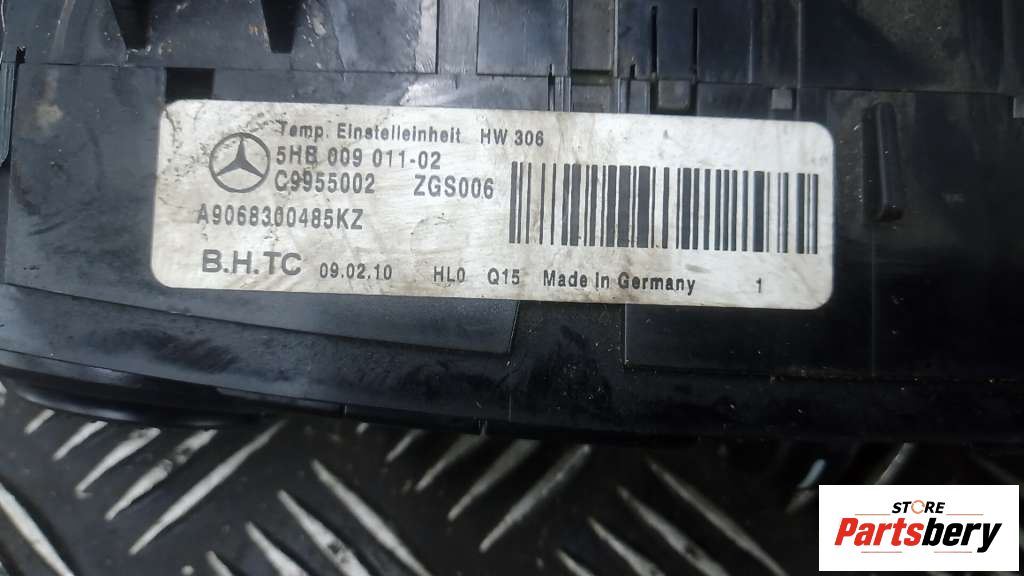 Temp. Einstelleinheit HW 306
5HB 009 011-02
C9955002 ZGS006
A9068300485KZ
B.H.TC 09.02.10 HL0 Q15 Made in Germany 1
STORE
Partsbery